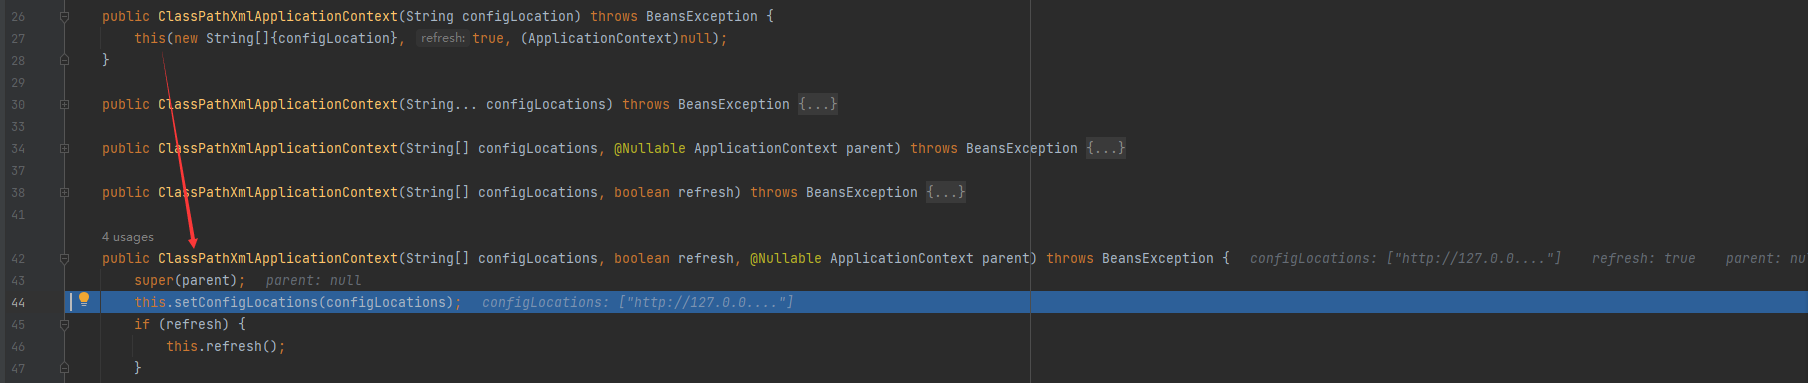 26 public ClassPathXmlApplicationContext(String configLocation) throws BeansException {
27 this(new String[]{configLocation}, refresh: true, (ApplicationContext)null);
28 }
29
30 public ClassPathXmlApplicationContext(String... configLocations) throws BeansException {...}
33
34 public ClassPathXmlApplicationContext(String[] configLocations, @Nullable ApplicationContext parent) throws BeansException {...}
37
38 public ClassPathXmlApplicationContext(String[] configLocations, boolean refresh) throws BeansException {...}
41
4 usages
42 public ClassPathXmlApplicationContext(String[] configLocations, boolean refresh, @Nullable ApplicationContext parent) throws BeansException { configLocations: ["http://127.0.0...."] refresh: true parent: nu
43 super(parent); parent: null
44 this.setConfigLocations(configLocations); configLocations: ["http://127.0.0...."]
45 if (refresh) {
46 this.refresh();
47 }